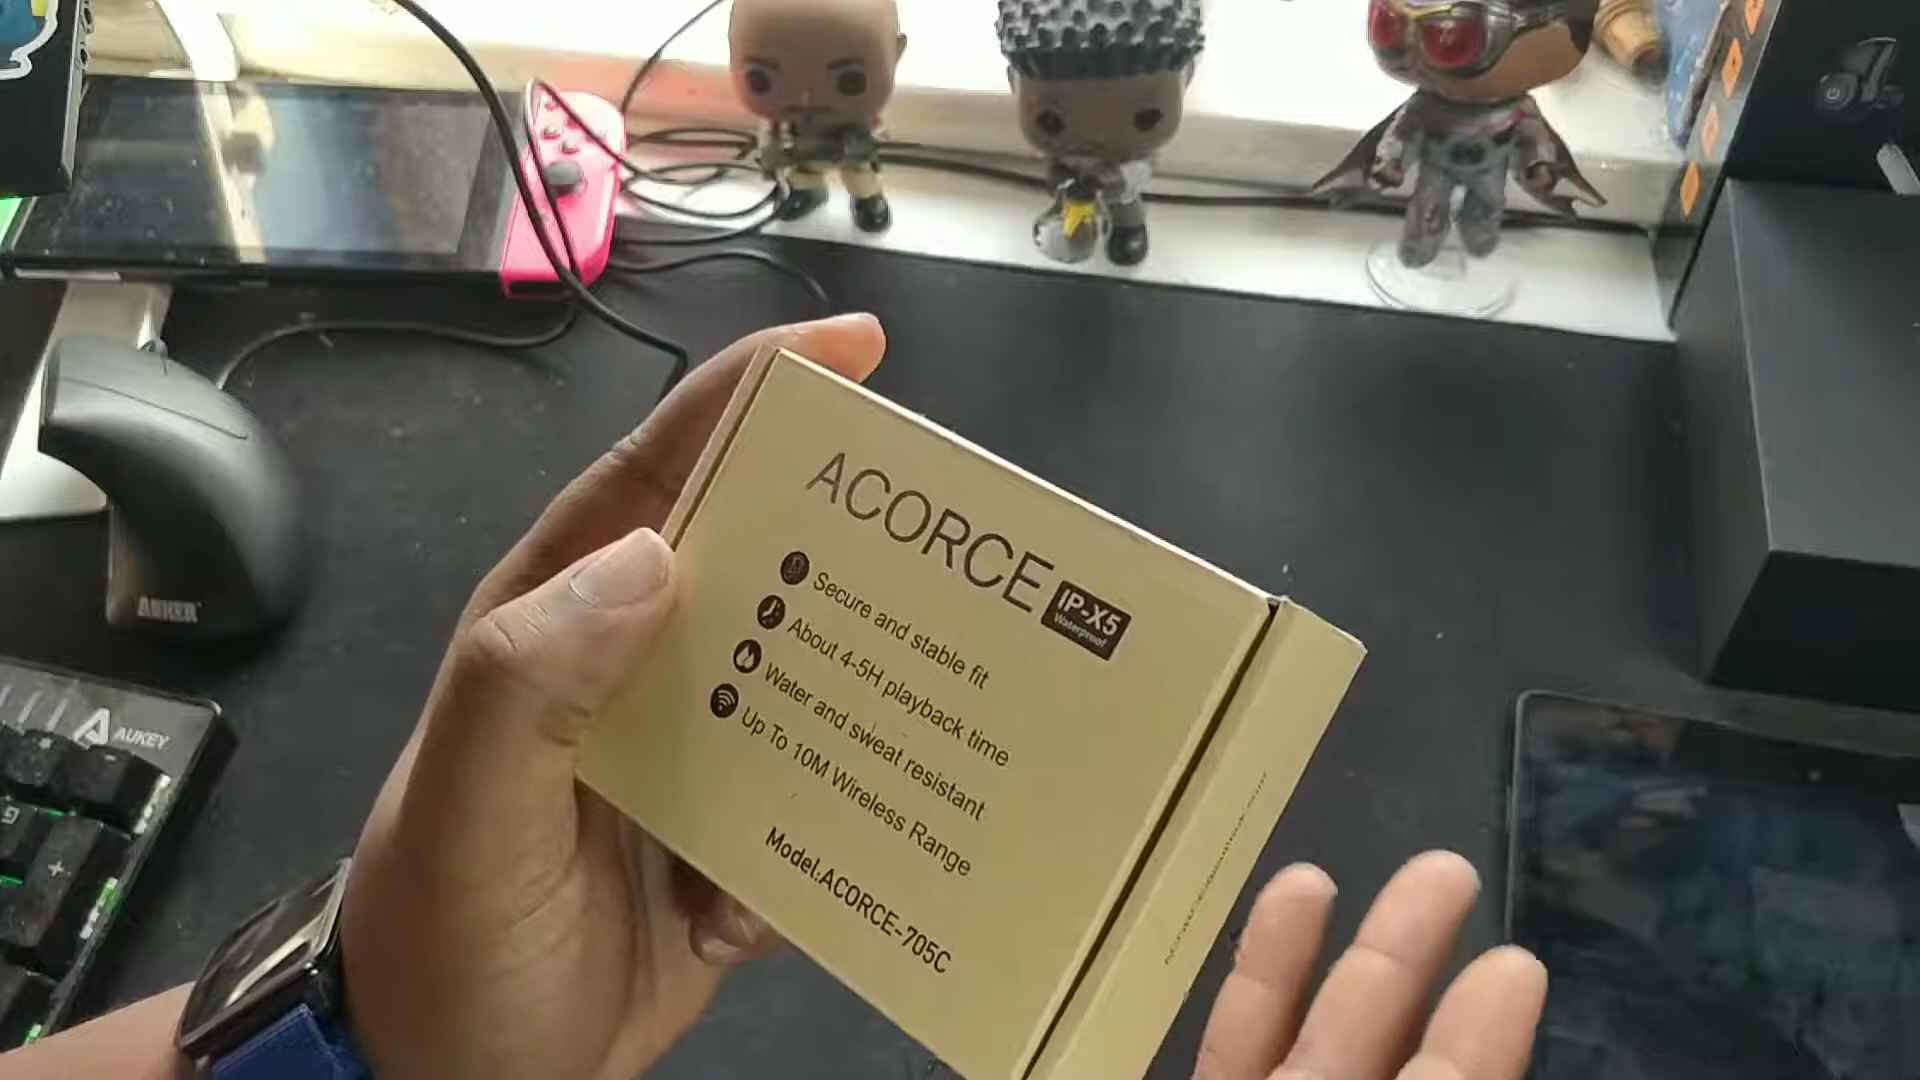 ACORCE
IP-X5
Waterproof
Secure and stable fit
About 4-5H playback time
Water and sweat resistant
Up To 10M Wireless Range
Model:ACORCE-705C
ANKER
AUKEY
9
+